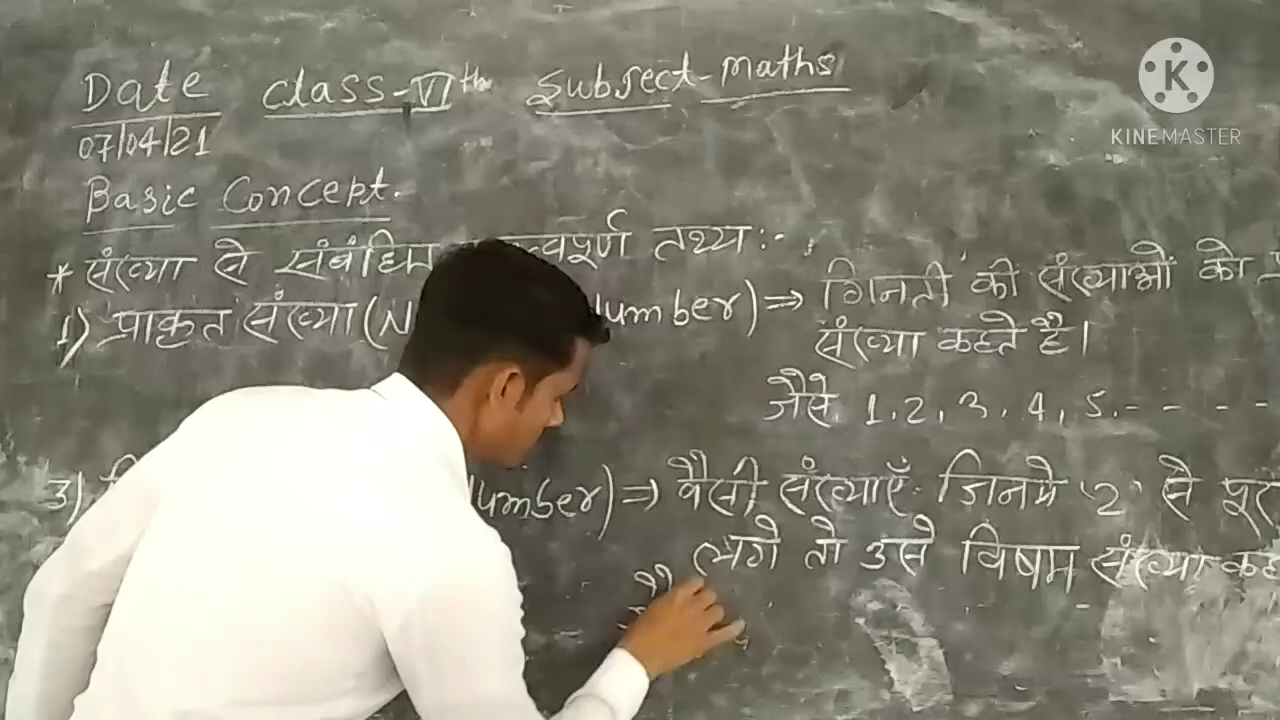 Date Class-VIth Subject-Maths
07/04/21
Basic Concept.
* संख्या से संबंधित तथ्य :-
1) प्राकृत संख्या (N umber) ⇒ गिनती की संख्याओं को
संख्या कहते है।
जैसे 1, 2, 3, 4, 5, - - - -
3) umber) ⇒ वैसी संख्याएँ जिनमे '2' से
लगे तो उसे विषम संख्या
KINEMASTER